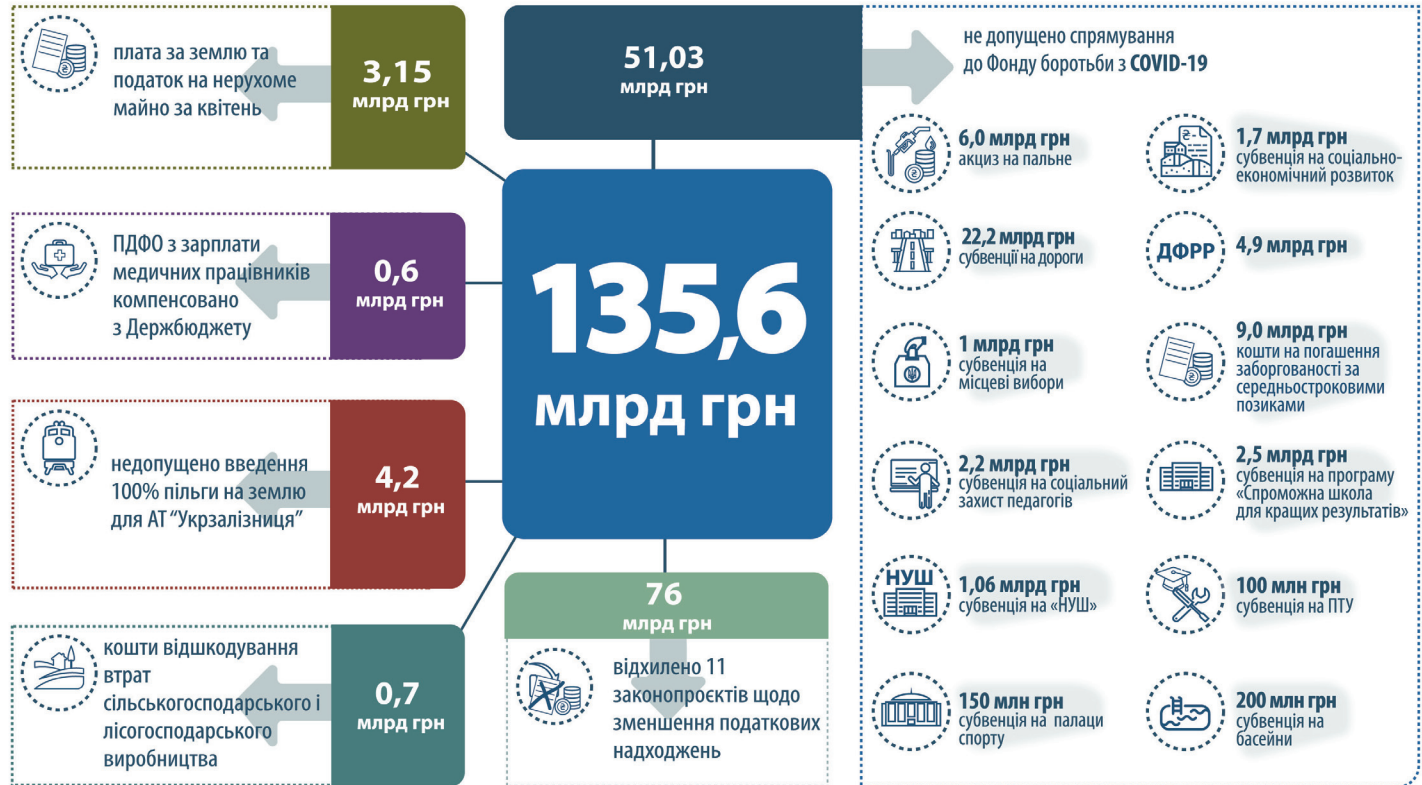 плата за землю та
податок на нерухоме
майно за квітень
3,15
млрд грн
ПДФО з зарплати
медичних працівників
компенсовано
з Держбюджету
0,6
млрд грн
недопущено введення
100% пільги на землю
для АТ “Укрзалізниця”
4,2
млрд грн
кошти відшкодування
втрат
сільськогосподарського і
лісогосподарського
виробництва
0,7
млрд грн
51,03
млрд грн
135,6
млрд грн
76
млрд грн
відхилено 11
законопроєктів щодо
зменшення податкових
надходжень
не допущено спрямування
до Фонду боротьби з COVID-19
6,0 млрд грн
акциз на пальне
1,7 млрд грн
субвенція на соціально-
економічний розвиток
22,2 млрд грн
субвенції на дороги
ДФРР
4,9 млрд грн
1 млрд грн
субвенція на
місцеві вибори
9,0 млрд грн
кошти на погашення
заборгованості за
середньостроковими
позиками
2,2 млрд грн
субвенція на соціальний
захист педагогів
2,5 млрд грн
субвенція на програму
«Спроможна школа
для кращих результатів»
НУШ
1,06 млрд грн
субвенція на «НУШ»
100 млн грн
субвенція на ПТУ
150 млн грн
субвенція на палаци
спорту
200 млн грн
субвенція на
басейни